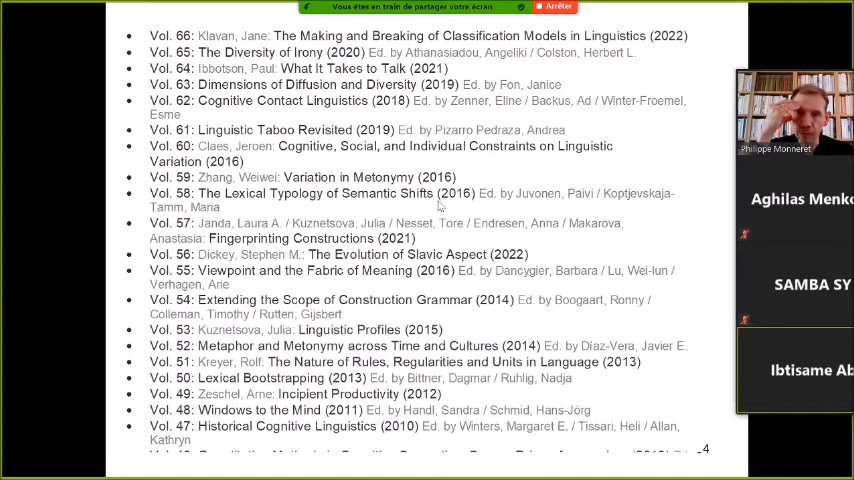 Vous êtes en train de partager votre écran
Arrêter
Vol. 66: Klavan, Jane: The Making and Breaking of Classification Models in Linguistics (2022)
Vol. 65: The Diversity of Irony (2020) Ed. by Athanasiadou, Angeliki / Colston, Herbert L.
Vol. 64: Ibbotson, Paul: What It Takes to Talk (2021)
Vol. 63: Dimensions of Diffusion and Diversity (2019) Ed. by Fon, Janice
Vol. 62: Cognitive Contact Linguistics (2018) Ed. by Zenner, Eline / Backus, Ad / Winter-Froemel,
Esme
Vol. 61: Linguistic Taboo Revisited (2019) Ed. by Pizarro Pedraza, Andrea
Vol. 60: Claes, Jeroen: Cognitive, Social, and Individual Constraints on Linguistic
Variation (2016)
Vol. 59: Zhang, Weiwei: Variation in Metonymy (2016)
Vol. 58: The Lexical Typology of Semantic Shifts (2016) Ed. by Juvonen, Päivi / Koptjevskaja-
Tamm, Maria
Vol. 57: Janda, Laura A. / Kuznetsova, Julia / Nesset, Tore / Endresen, Anna / Makarova,
Anastasia: Fingerprinting Constructions (2021)
Vol. 56: Dickey, Stephen M.: The Evolution of Slavic Aspect (2022)
Vol. 55: Viewpoint and the Fabric of Meaning (2016) Ed. by Dancygier, Barbara / Lu, Wei-lun /
Verhagen, Arie
Vol. 54: Extending the Scope of Construction Grammar (2014) Ed. by Boogaart, Ronny /
Colleman, Timothy / Rutten, Gijsbert
Vol. 53: Kuznetsova, Julia: Linguistic Profiles (2015)
Vol. 52: Metaphor and Metonymy across Time and Cultures (2014) Ed. by Díaz-Vera, Javier E.
Vol. 51: Kreyer, Rolf: The Nature of Rules, Regularities and Units in Language (2013)
Vol. 50: Lexical Bootstrapping (2013) Ed. by Bittner, Dagmar / Ruhlig, Nadja
Vol. 49: Zeschel, Arne: Incipient Productivity (2012)
Vol. 48: Windows to the Mind (2011) Ed. by Handl, Sandra / Schmid, Hans-Jörg
Vol. 47: Historical Cognitive Linguistics (2010) Ed. by Winters, Margaret E. / Tissari, Heli / Allan,
Kathryn
4
Philippe Monneret
Aghilas Menko
SAMBA SY
Ibtisame Ab